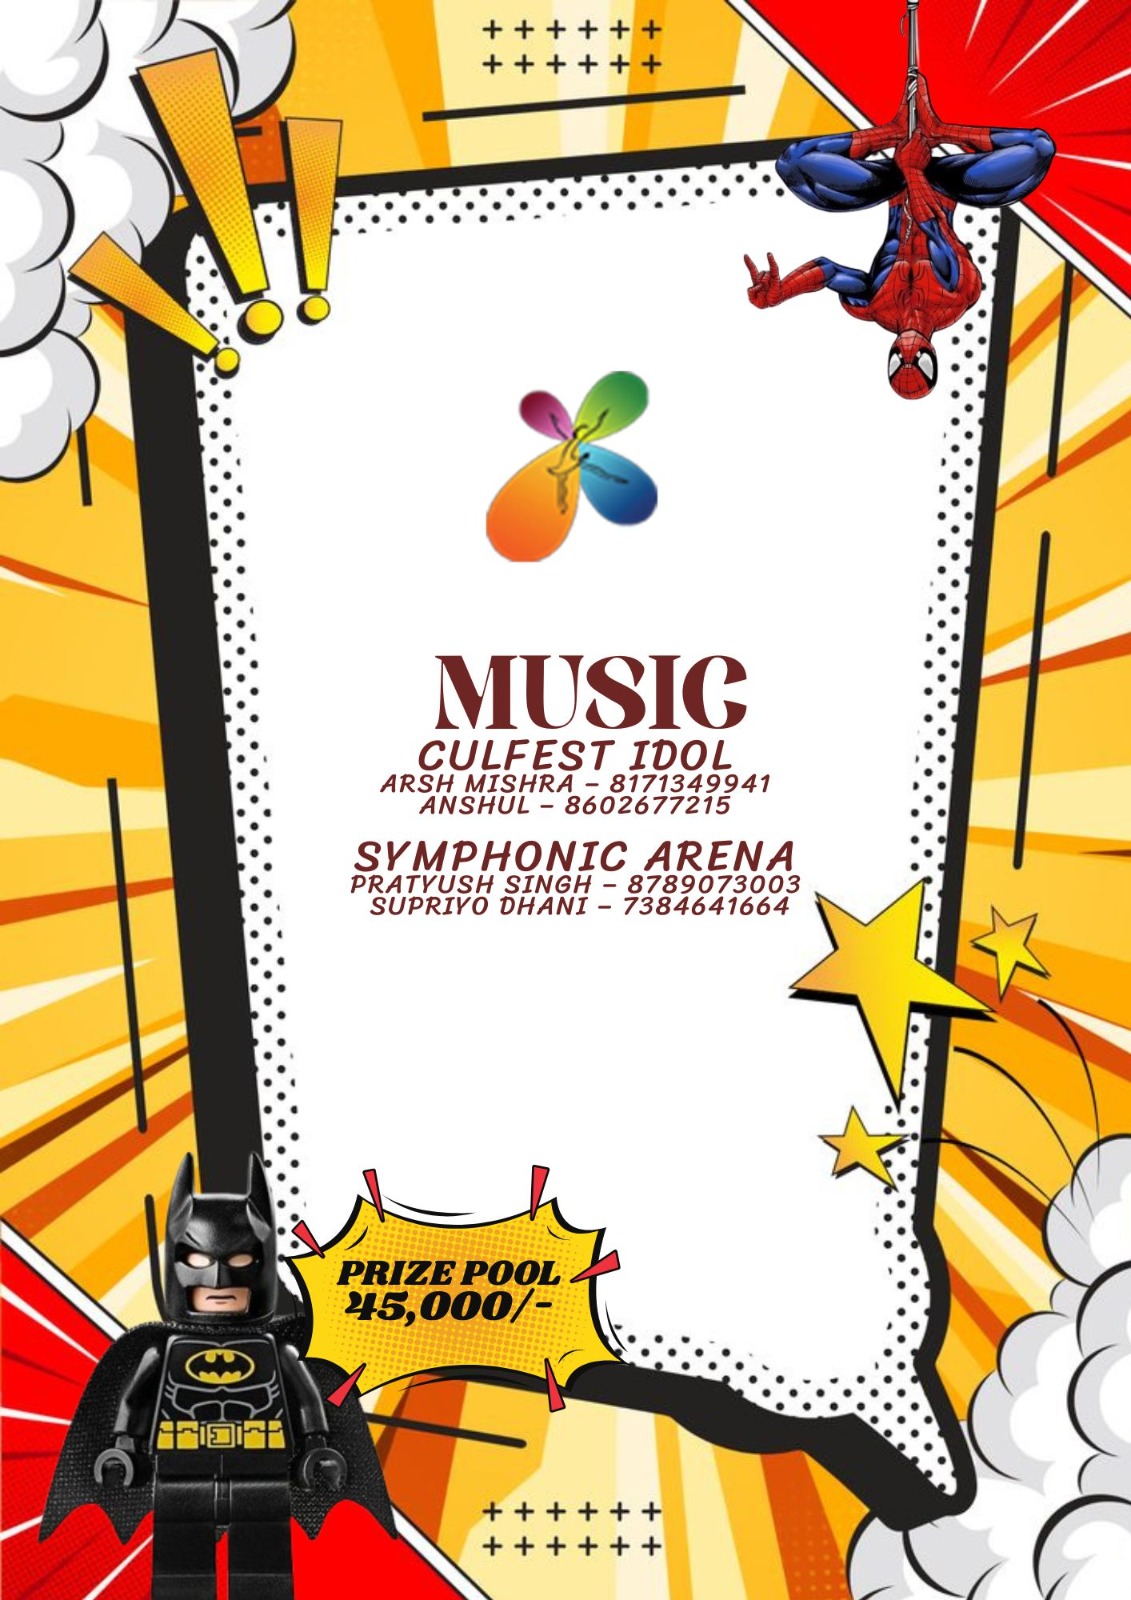 MUSIC
CULFEST IDOL
ARSH MISHRA – 8171349941
ANSHUL – 8602677215
SYMPHONIC ARENA
PRATYUSH SINGH – 8789073003
SUPRIYO DHANI – 7384641664
PRIZE POOL
45,000/-